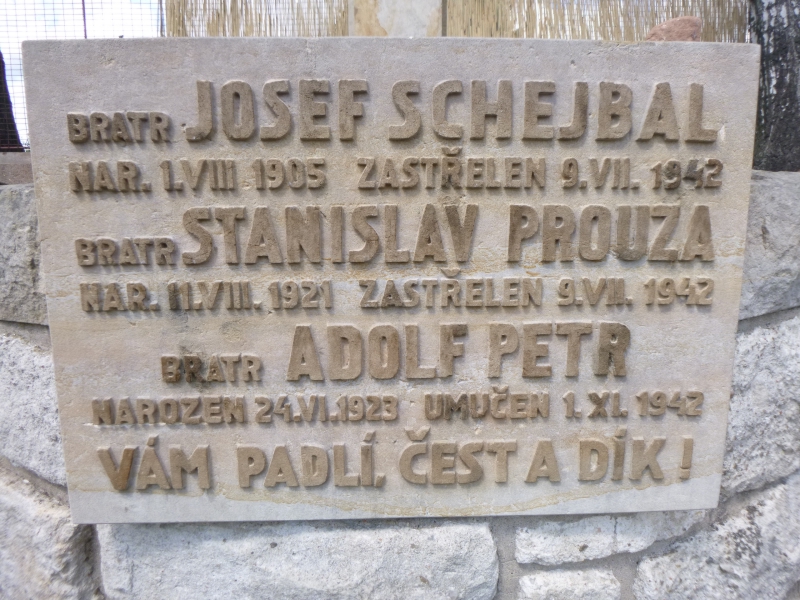 BRATR JOSEF SCHEJBAL
NAR. 1.VIII 1905 ZASTŘELEN 9.VII. 1942
BRATR STANISLAV PROUZA
NAR. 11.VIII. 1921 ZASTŘELEN 9.VII. 1942
BRATR ADOLF PETR
NAROZEN 24.VI.1923 UMUČEN 1.XI.1942
VÁM PADLÍ, ČEST A DÍK!